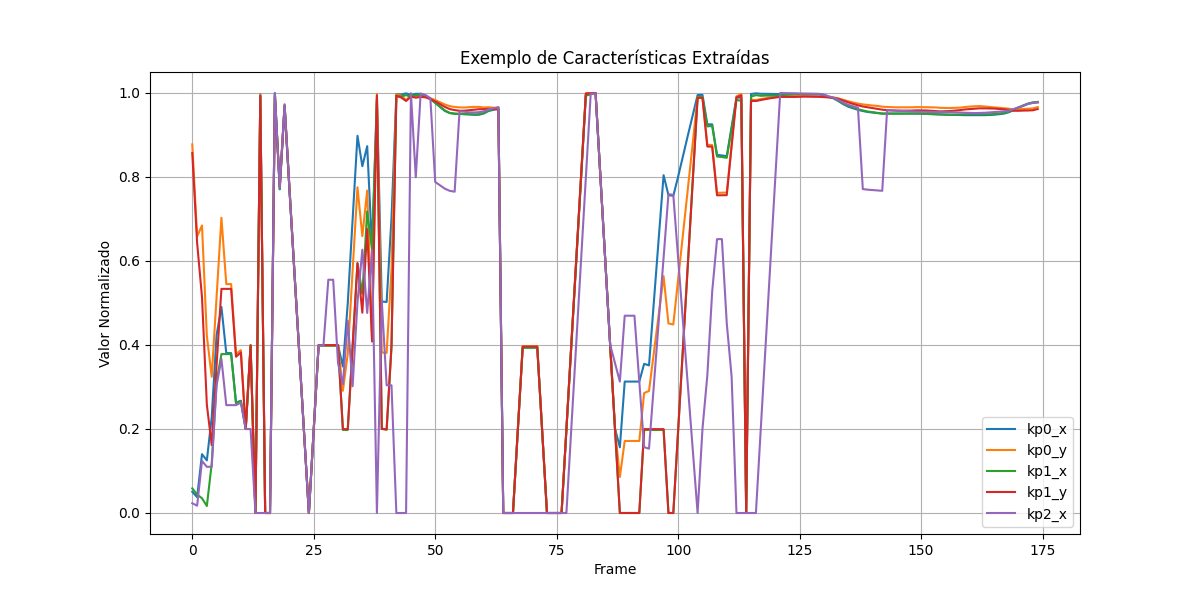 Exemplo de Características Extraídas
Valor Normalizado
1.0
0.8
0.6
0.4
0.2
0.0
0
25
50
75
100
125
150
175
Frame
kp0_x
kp0_y
kp1_x
kp1_y
kp2_x